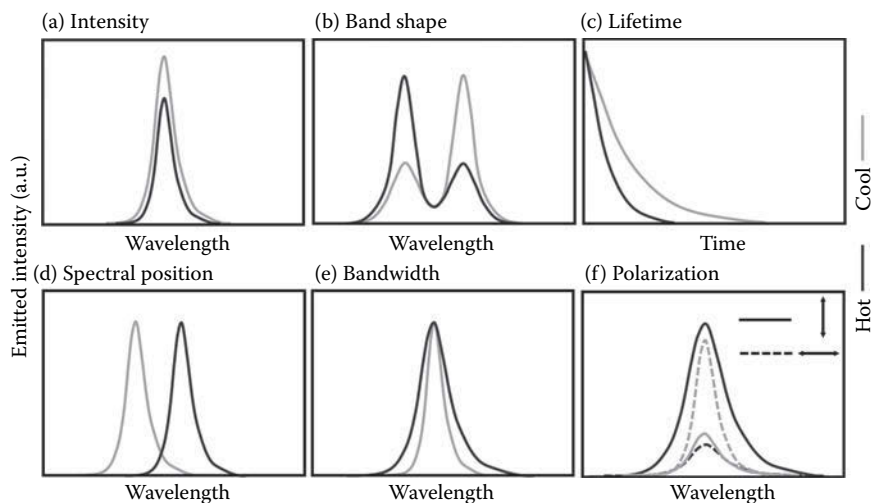 (a) Intensity
(b) Band shape
(c) Lifetime
Wavelength
Wavelength
Time
(d) Spectral position
(e) Bandwidth
(f) Polarization
Wavelength
Wavelength
Wavelength
Emitted intensity (a.u.)
Cool
Hot